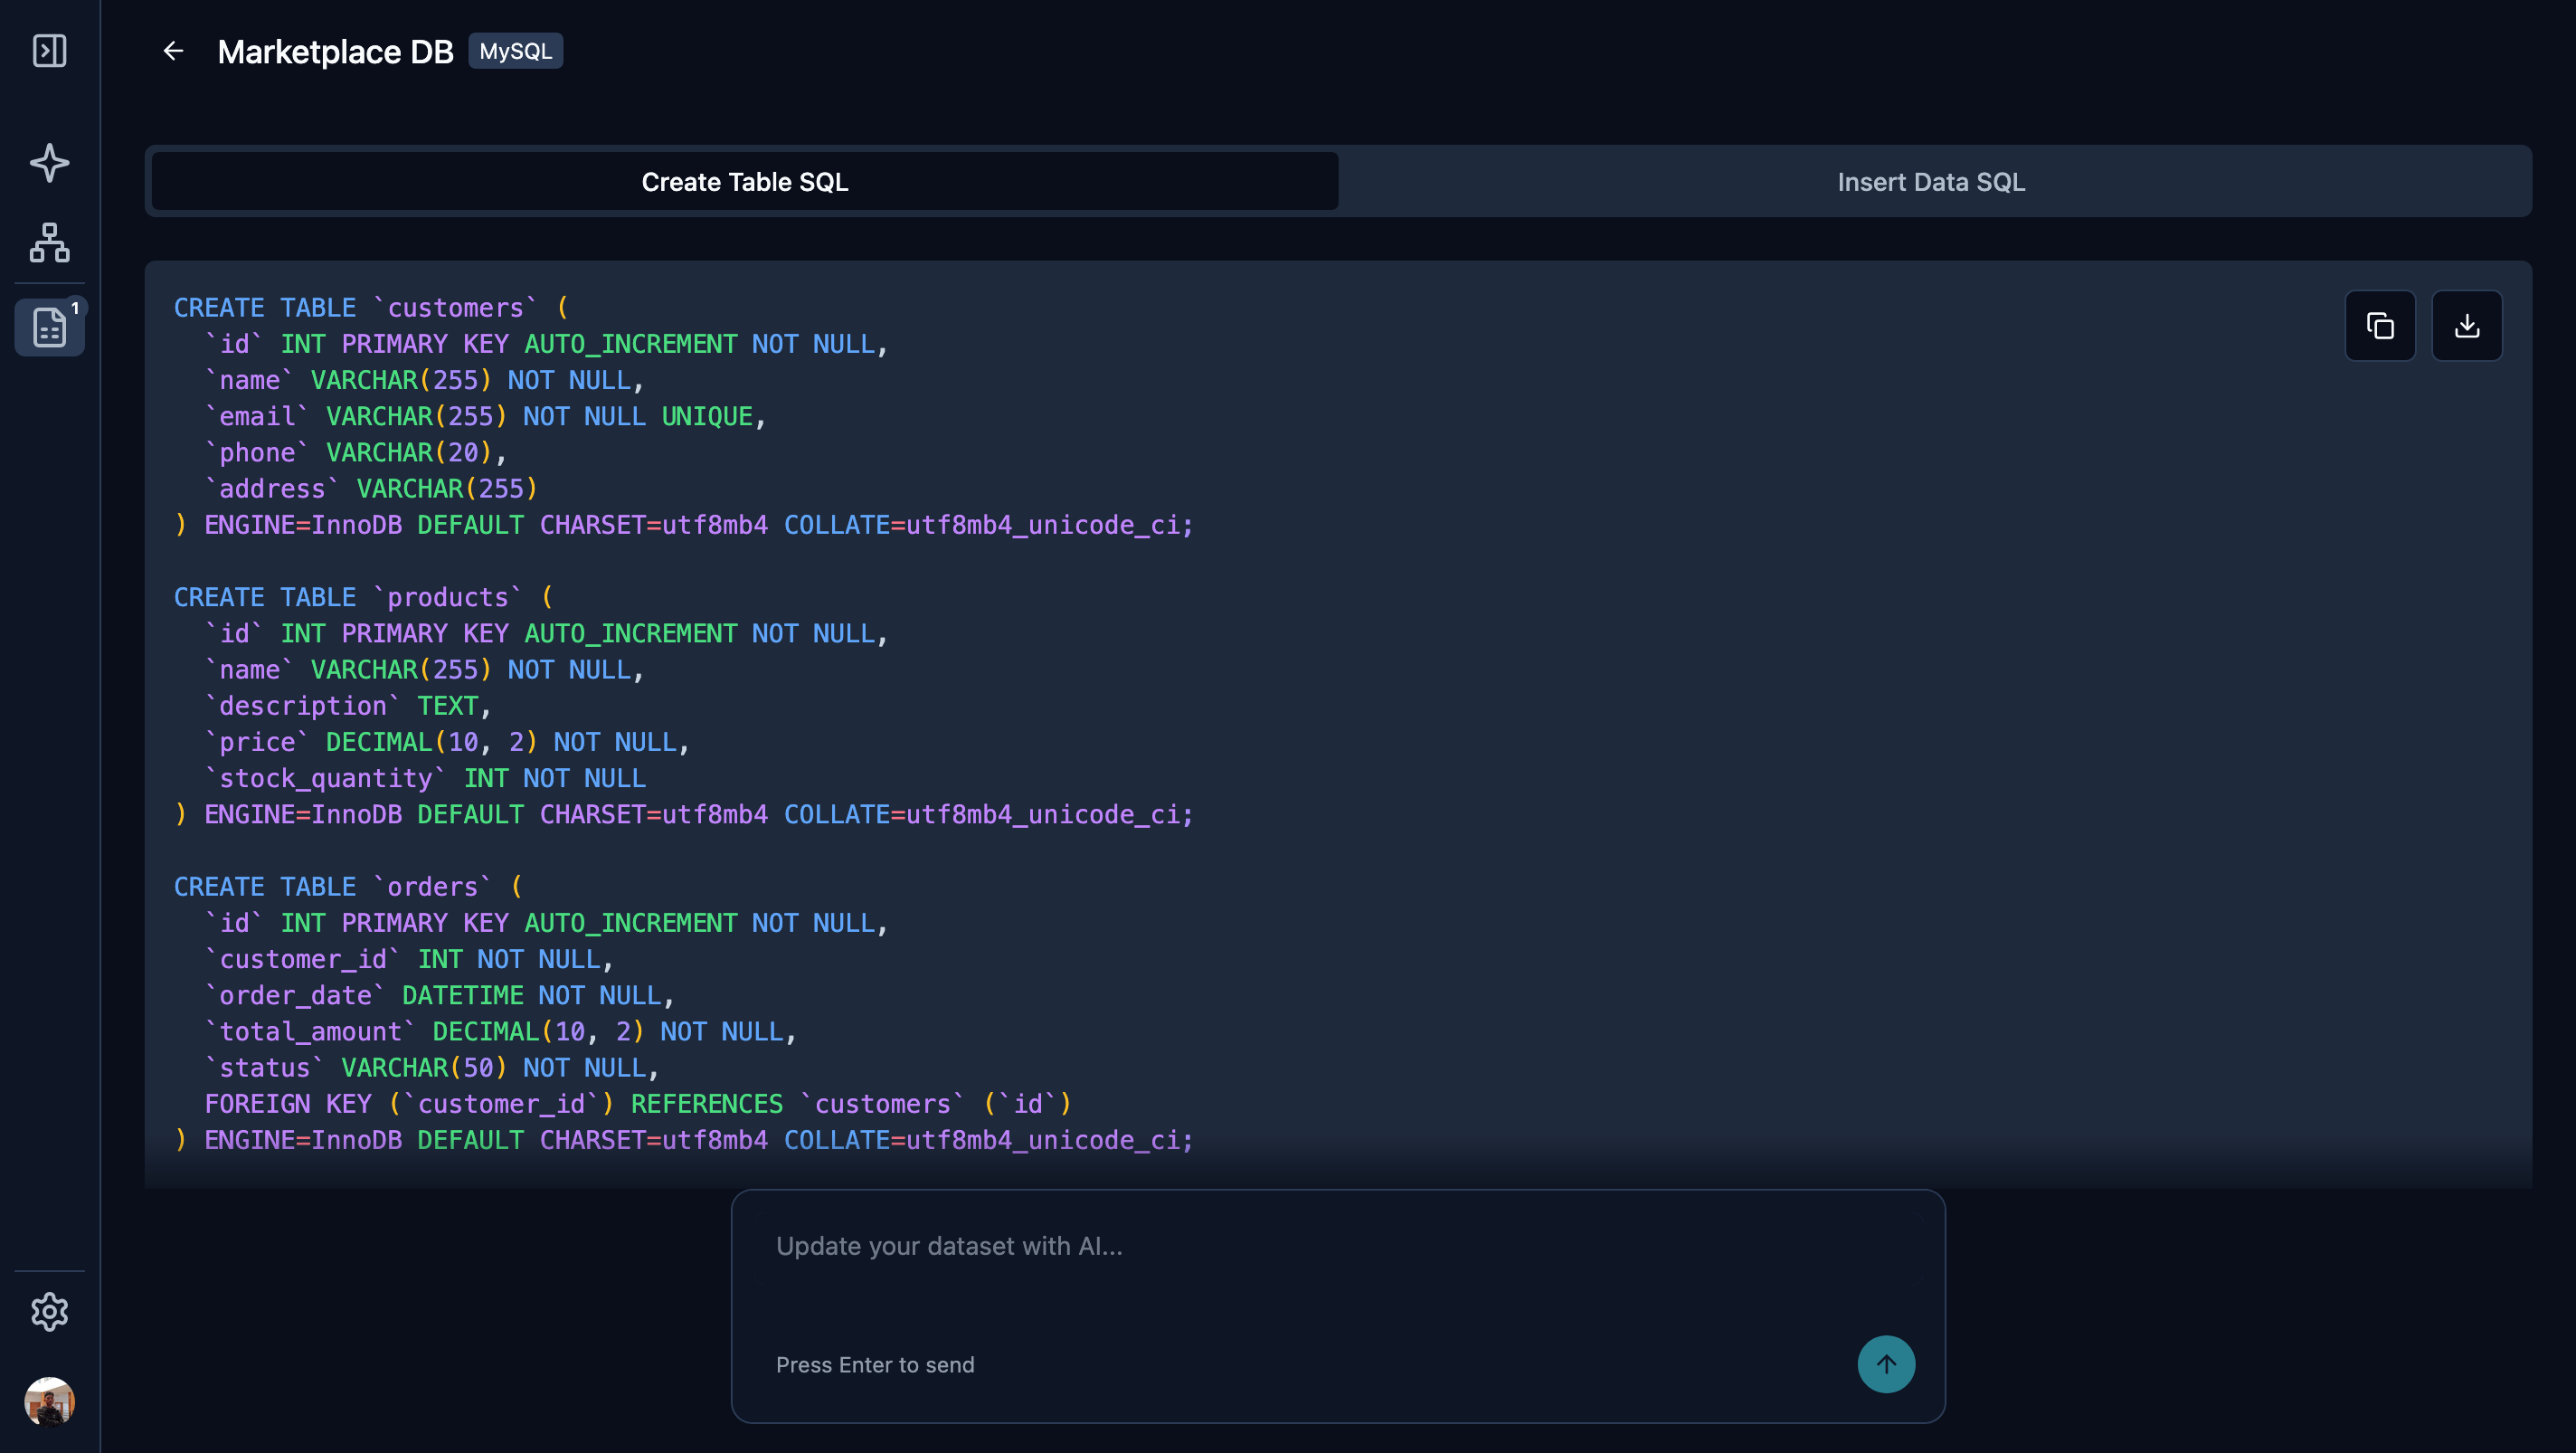 Marketplace DB MySQL
Create Table SQL
Insert Data SQL
1
CREATE TABLE `customers` (
  `id` INT PRIMARY KEY AUTO_INCREMENT NOT NULL,
  `name` VARCHAR(255) NOT NULL,
  `email` VARCHAR(255) NOT NULL UNIQUE,
  `phone` VARCHAR(20),
  `address` VARCHAR(255)
) ENGINE=InnoDB DEFAULT CHARSET=utf8mb4 COLLATE=utf8mb4_unicode_ci;
CREATE TABLE `products` (
  `id` INT PRIMARY KEY AUTO_INCREMENT NOT NULL,
  `name` VARCHAR(255) NOT NULL,
  `description` TEXT,
  `price` DECIMAL(10, 2) NOT NULL,
  `stock_quantity` INT NOT NULL
) ENGINE=InnoDB DEFAULT CHARSET=utf8mb4 COLLATE=utf8mb4_unicode_ci;
CREATE TABLE `orders` (
  `id` INT PRIMARY KEY AUTO_INCREMENT NOT NULL,
  `customer_id` INT NOT NULL,
  `order_date` DATETIME NOT NULL,
  `total_amount` DECIMAL(10, 2) NOT NULL,
  `status` VARCHAR(50) NOT NULL,
  FOREIGN KEY (`customer_id`) REFERENCES `customers` (`id`)
) ENGINE=InnoDB DEFAULT CHARSET=utf8mb4 COLLATE=utf8mb4_unicode_ci;
Update your dataset with AI...
Press Enter to send